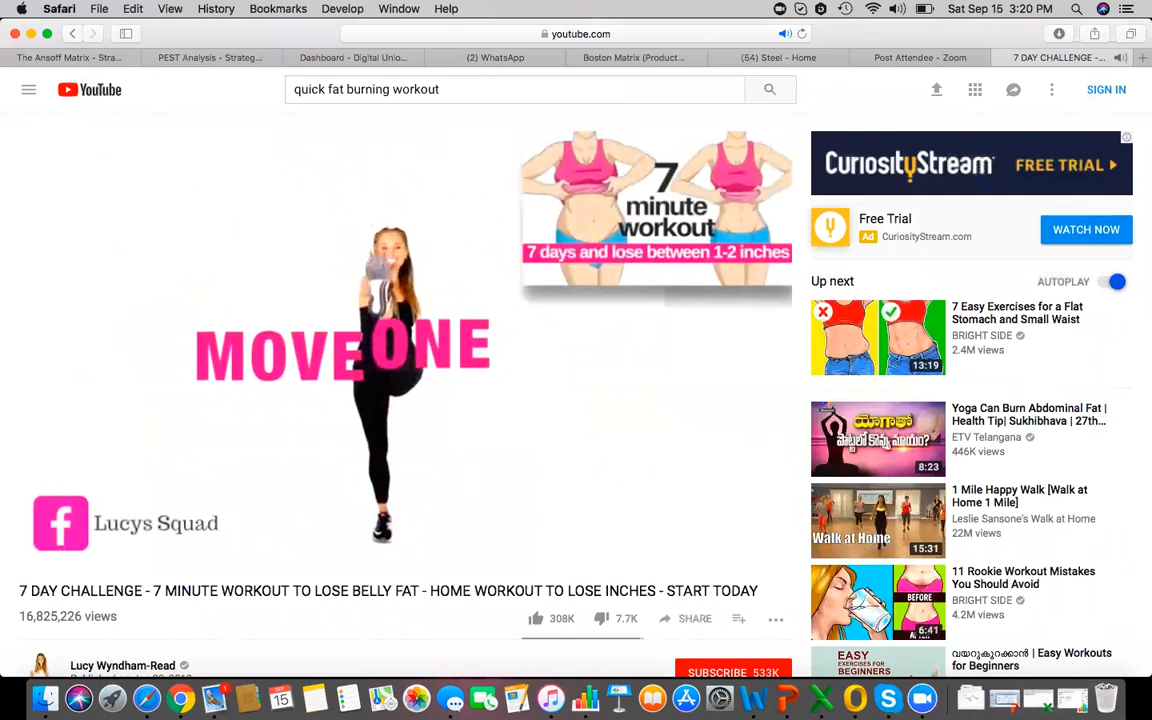 Safari File Edit View History Bookmarks Develop Window Help Sat Sep 15 3:20 PM
youtube.com
The Ansoff Matrix - Stra... PEST Analysis – Strateg... Dashboard - Digital Unio... (2) WhatsApp Boston Matrix (Product... (54) Steel - Home Post Attendee - Zoom 7 DAY CHALLENGE -...
YouTube quick fat burning workout SIGN IN
7
minute
workout
7 days and lose between 1-2 inches
MOVE ONE
Lucys Squad
7 DAY CHALLENGE - 7 MINUTE WORKOUT TO LOSE BELLY FAT - HOME WORKOUT TO LOSE INCHES - START TODAY
16,825,226 views
308K 7.7K SHARE
Lucy Wyndham-Read
SUBSCRIBE 533K
CURIOSITYSTREAM FREE TRIAL
Free Trial
Ad CuriosityStream.com
WATCH NOW
Up next AUTOPLAY
7 Easy Exercises for a Flat
Stomach and Small Waist
BRIGHT SIDE
2.4M views
13:19
Yoga Can Burn Abdominal Fat |
Health Tip| Sukhibhava | 27th...
ETV Telangana
446K views
యోగాతో
పొట్టలో కొవ్వు మాయం?
8:23
1 Mile Happy Walk [Walk at
Home 1 Mile]
Leslie Sansone's Walk at Home
22M views
Walk at Home
15:31
11 Rookie Workout Mistakes
You Should Avoid
BRIGHT SIDE
4.2M views
BEFORE
6:41
വയറുകുറക്കാൻ | Easy Workouts
for Beginners
EASY
EXERCISES FOR
SEP
15